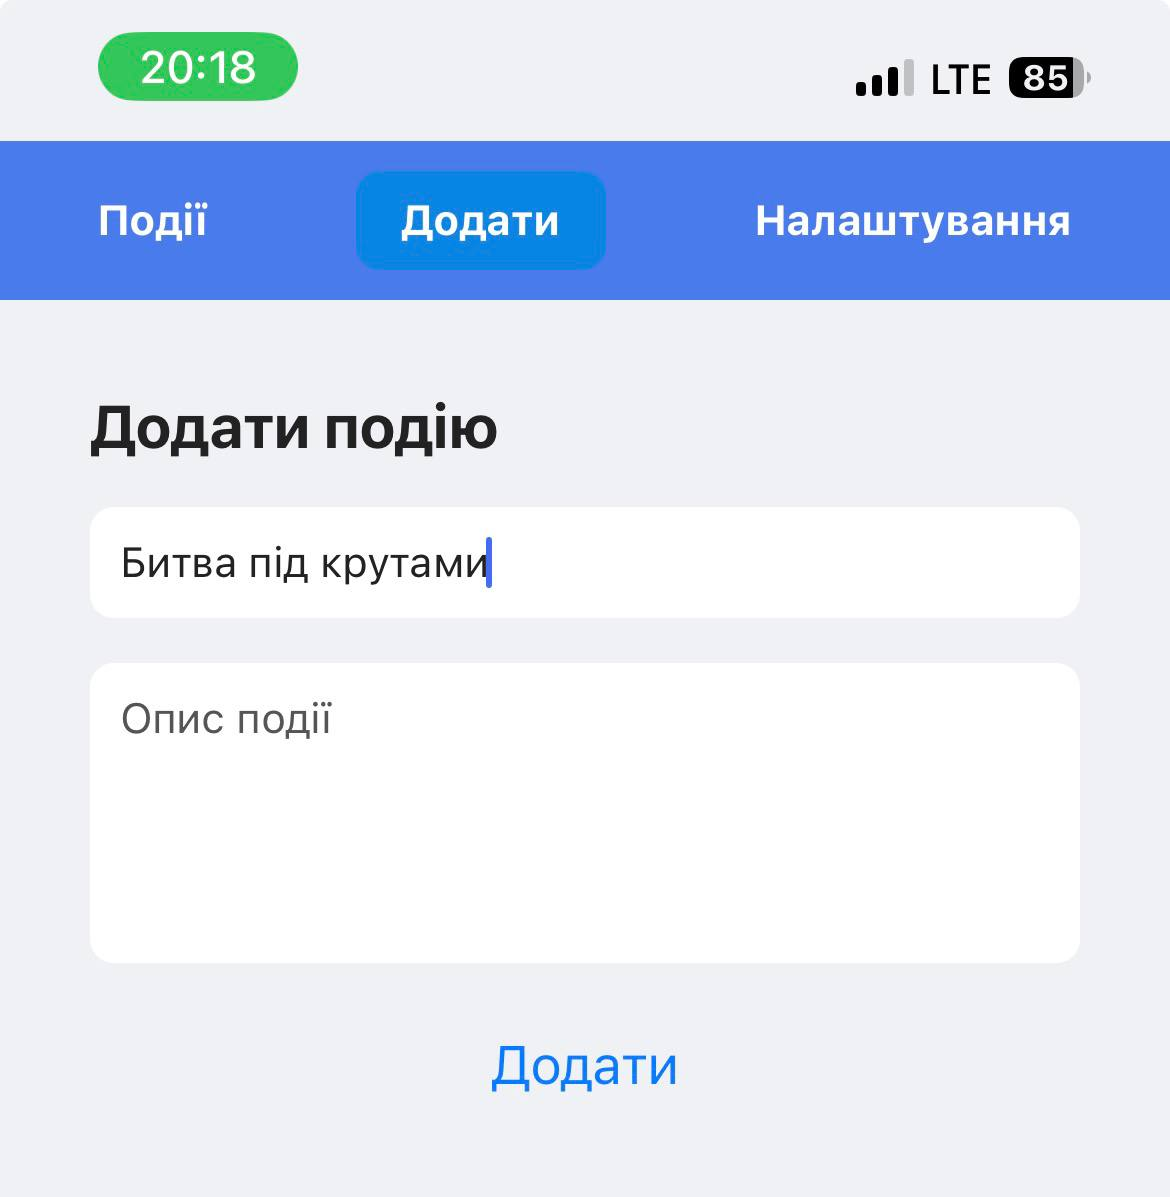 20:18 LTE 85
Події Додати Налаштування
Додати подію
Битва під крутами
Опис події
Додати